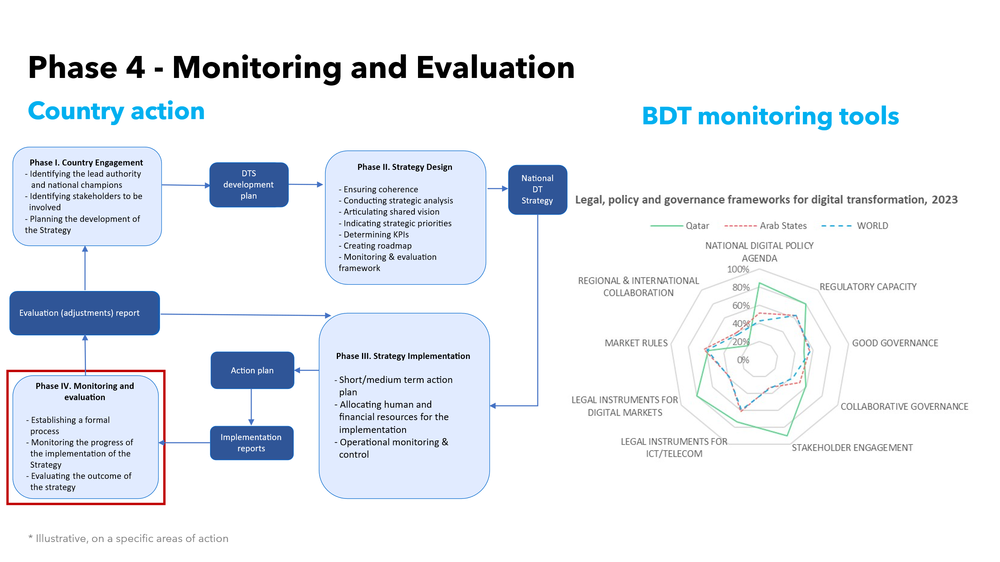 Phase 4 - Monitoring and Evaluation
Country action
BDT monitoring tools
Phase I. Country Engagement
- Identifying the lead authority
and national champions
- Identifying stakeholders to be
involved
- Planning the development of
the Strategy
DTS
development
plan
Phase II. Strategy Design
- Ensuring coherence
- Conducting strategic analysis
- Articulating shared vision
- Indicating strategic priorities
- Determining KPIs
- Creating roadmap
- Monitoring & evaluation
framework
National
DT
Strategy
Evaluation (adjustments) report
Phase III. Strategy Implementation
- Short/medium term action
plan
- Allocating human and
financial resources for the
implementation
- Operational monitoring &
control
Action plan
Implementation
reports
Phase IV. Monitoring and
evaluation
- Establishing a formal
process
- Monitoring the progress of
the implementation of the
Strategy
- Evaluating the outcome of
the strategy
Legal, policy and governance frameworks for digital transformation, 2023
Qatar
Arab States
WORLD
NATIONAL DIGITAL POLICY
AGENDA
100%
80%
60%
40%
20%
0%
REGULATORY CAPACITY
GOOD GOVERNANCE
COLLABORATIVE GOVERNANCE
STAKEHOLDER ENGAGEMENT
LEGAL INSTRUMENTS FOR
ICT/TELECOM
LEGAL INSTRUMENTS FOR
DIGITAL MARKETS
MARKET RULES
REGIONAL & INTERNATIONAL
COLLABORATION
* Illustrative, on a specific areas of action